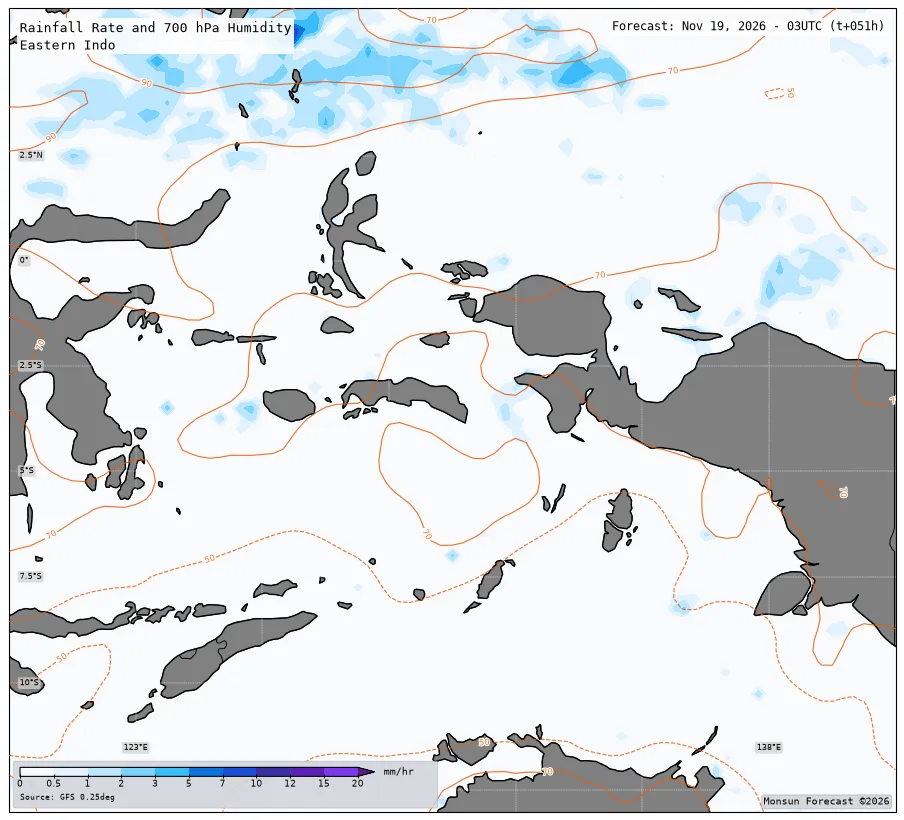 Rainfall Rate and 700 hPa Humidity
Eastern Indo
Forecast: Nov 19, 2026 - 03UTC (t+051h)
70
70
90
50
90
2.5°N
0°
70
70
2.5°S
5°S
70
70
70
50
7.5°S
50
10°S
123°E
138°E
50
70
mm/hr
0 0.5 1 2 3 5 7 10 12 15 20
Source: GFS 0.25deg
Monsun Forecast ©2026